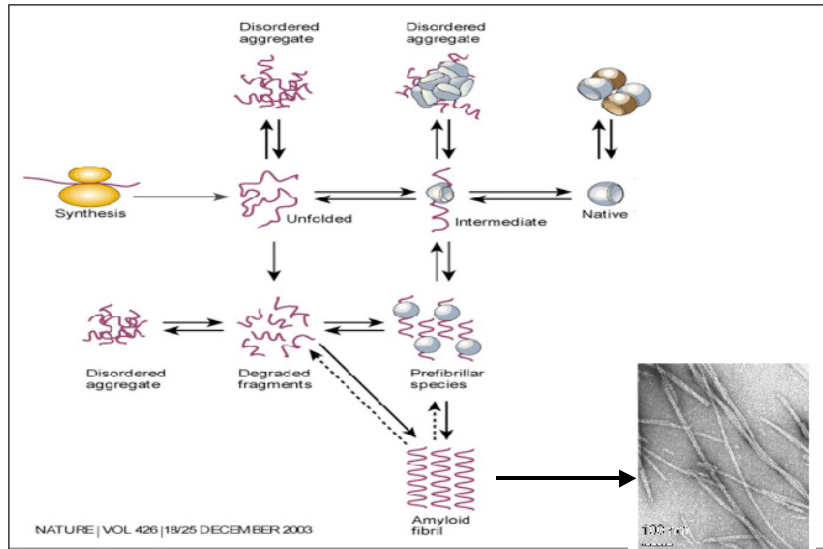 Disordered
aggregate
Disordered
aggregate
Synthesis
Unfolded
Intermediate
Native
Disordered
aggregate
Degraded
fragments
Prefibrillar
species
Amyloid
fibril
NATURE | VOL 426 |18/25 DECEMBER 2003
100